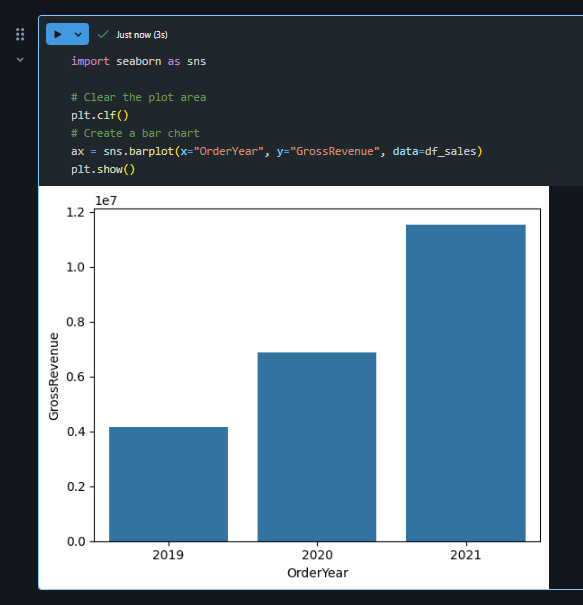 Just now (3s)
import seaborn as sns
# Clear the plot area
plt.clf()
# Create a bar chart
ax = sns.barplot(x="OrderYear", y="GrossRevenue", data=df_sales)
plt.show()
1e7
1.2
1.0
0.8
0.6
0.4
0.2
0.0
GrossRevenue
2019 2020 2021
OrderYear